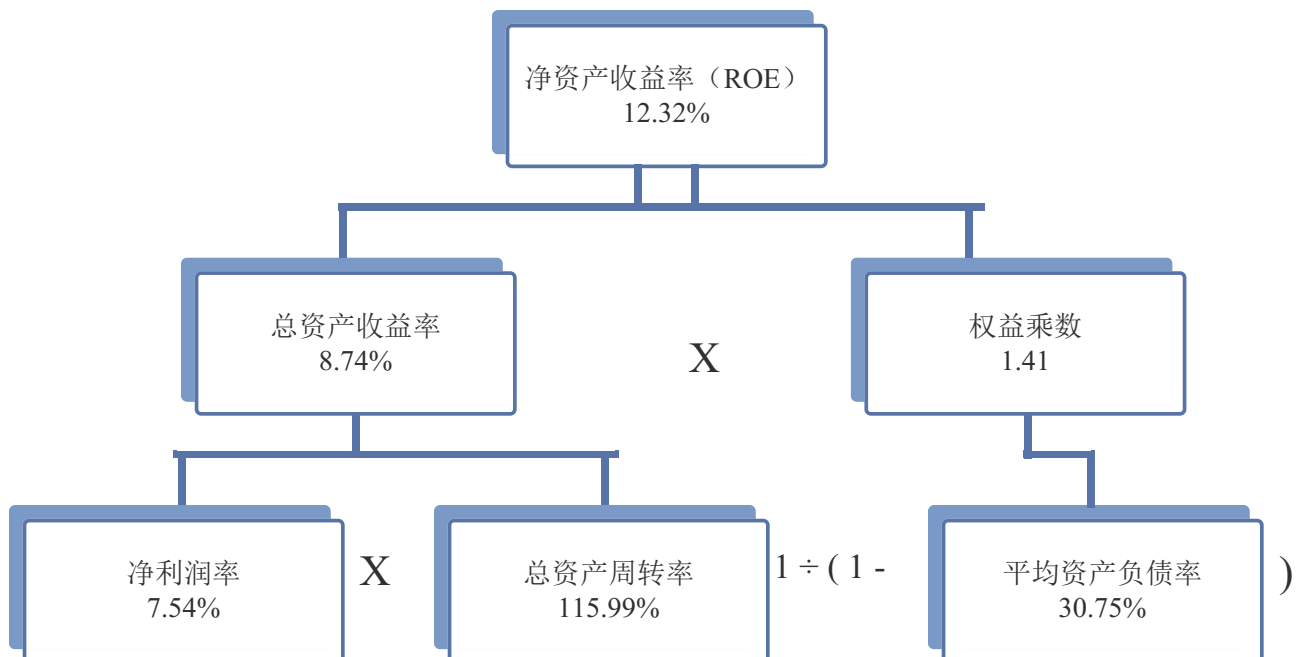 净资产收益率（ROE）
12.32%
总资产收益率
8.74%
X
权益乘数
1.41
净利润率
7.54%
X
总资产周转率
115.99%
1 ÷ ( 1 -
平均资产负债率
30.75%
)